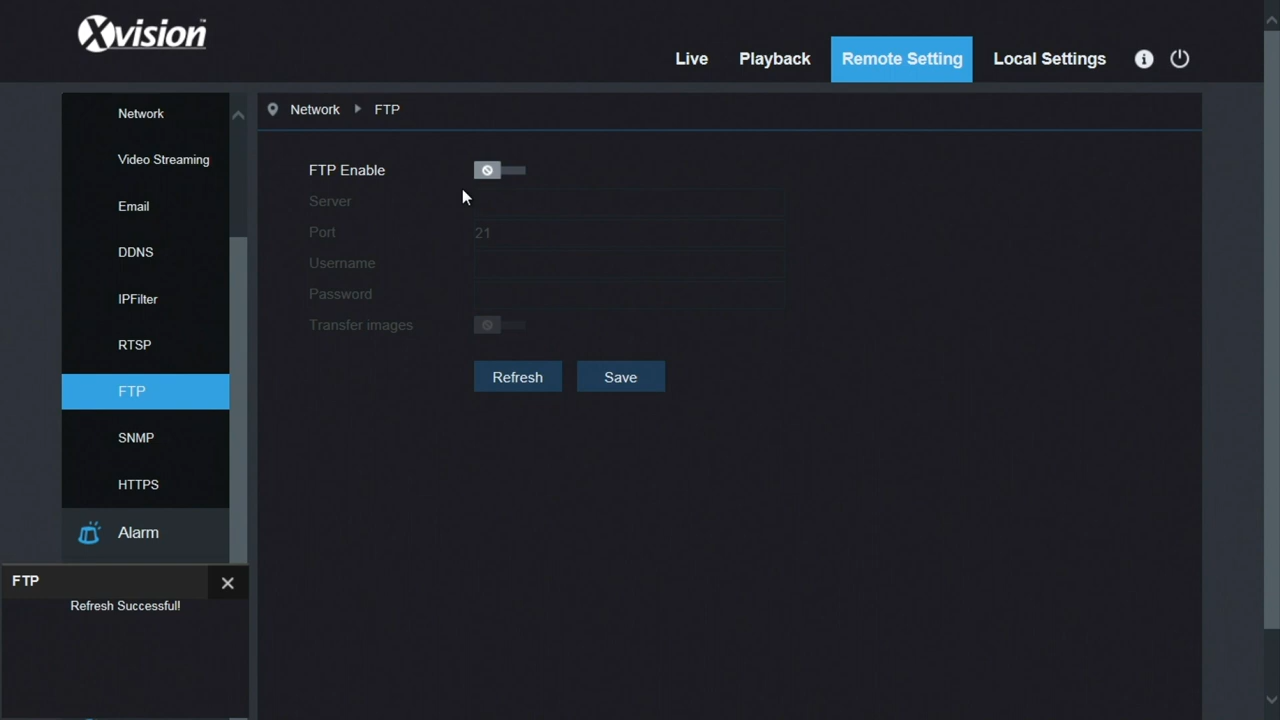 Xvision™
Live Playback Remote Setting Local Settings
Network
Video Streaming
Email
DDNS
IPFilter
RTSP
FTP
SNMP
HTTPS
Alarm
Network FTP
FTP Enable
Server
Port 21
Username
Password
Transfer images
Refresh Save
FTP
Refresh Successful!